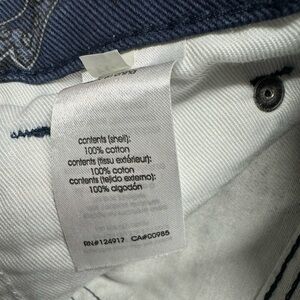 contents (shell):
100% cotton
contents (tissu extérieur):
100% coton
contents (tejido externo):
100% algodón
RN#124917 CA#00985